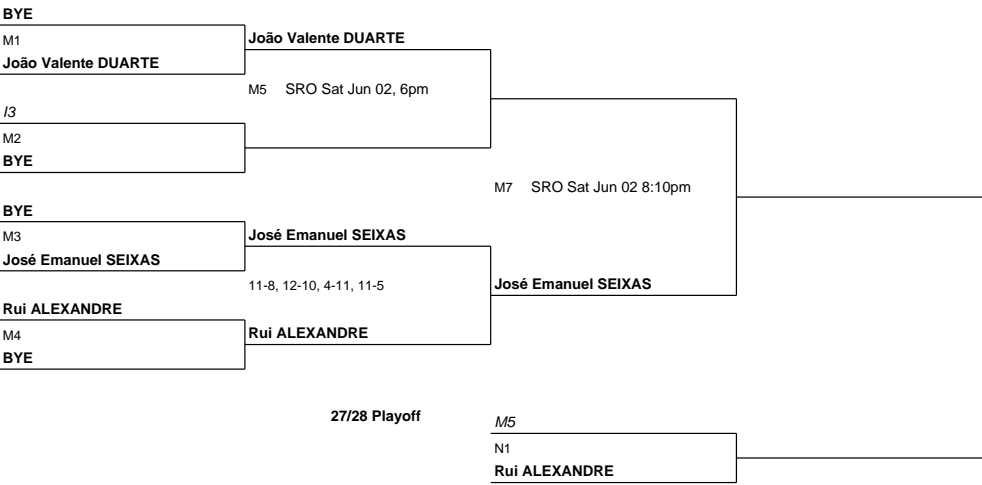 BYE
M1
João Valente DUARTE
João Valente DUARTE
M5 SRO Sat Jun 02, 6pm
I3
M2
BYE
M7 SRO Sat Jun 02 8:10pm
BYE
M3
José Emanuel SEIXAS
José Emanuel SEIXAS
11-8, 12-10, 4-11, 11-5
José Emanuel SEIXAS
Rui ALEXANDRE
M4
BYE
Rui ALEXANDRE
27/28 Playoff
M5
N1
Rui ALEXANDRE